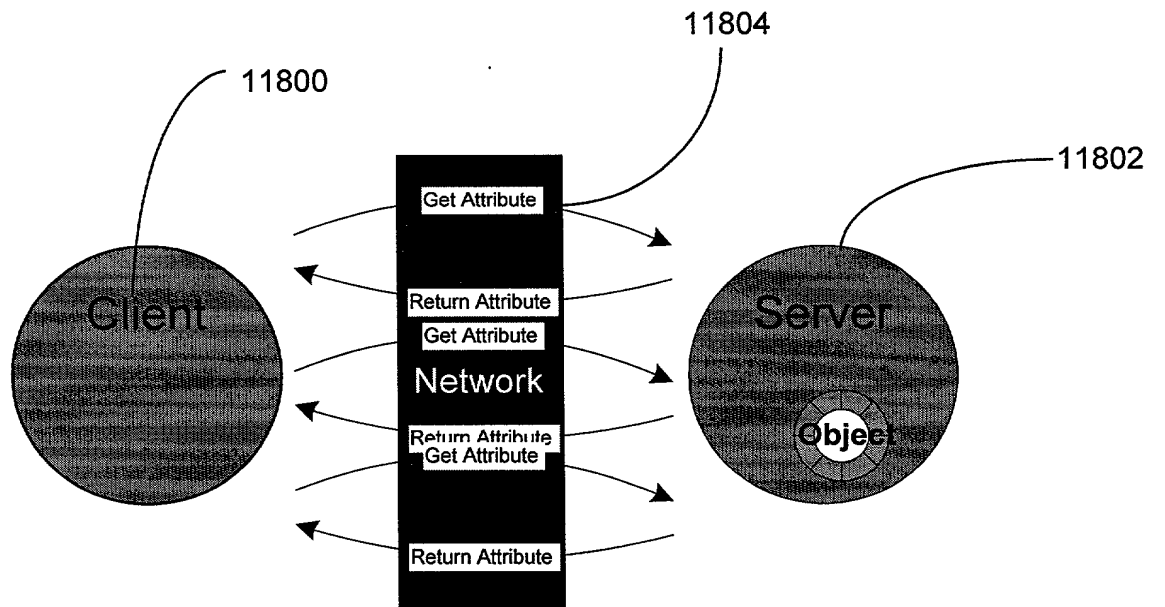 11804
11800
11802
Get Attribute
Client
Return Attribute
Server
Get Attribute
Network
Return Attribute
Object
Get Attribute
Return Attribute